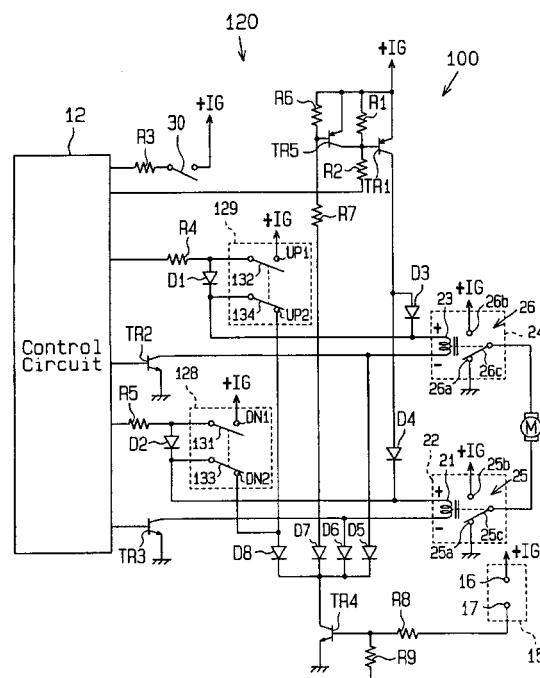 120
100
+IG
+IG
12
R3
30
R6
R1
TR5
R2
TR1
R7
129
+IG
R4
UP1
D1
132
134
UP2
D3
+IG
26
23
26b
24
+
-
26a
26c
Control
Circuit
TR2
R5
128
+IG
DN1
D2
131
133
DN2
D4
M
22
21
+IG
25b
25
+
-
25a
25c
TR3
D8
D7
D6
D5
+IG
16
17
15
TR4
R8
R9